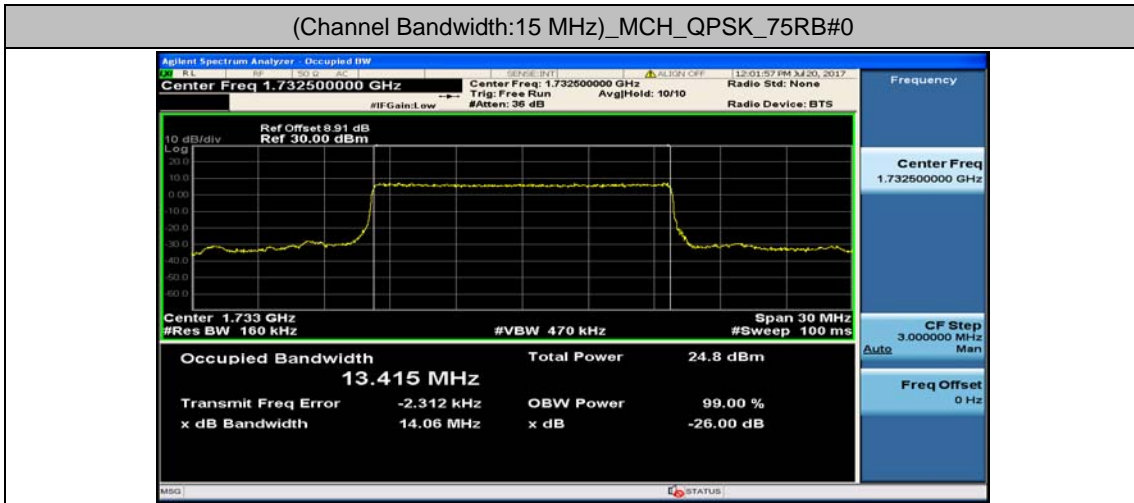 (Channel Bandwidth:15 MHz)_MCH_QPSK_75RB#0
Agilent Spectrum Analyzer - Occupied BW
LXI RL RF 50 Ω AC SENSE:INT ALIGN OFF 12:01:57 PM Jul 20, 2017
Center Freq 1.732500000 GHz
Center Freq: 1.732500000 GHz
Radio Std: None
Trig: Free Run Avg|Hold: 10/10
#IFGain:Low
#Atten: 36 dB
Radio Device: BTS
Frequency
Ref Offset 8.91 dB
10 dB/div Ref 30.00 dBm
Log
20.0
10.0
0.00
-10.0
-20.0
-30.0
-40.0
-50.0
-60.0
Center 1.733 GHz Span 30 MHz
#Res BW 160 kHz #VBW 470 kHz #Sweep 100 ms
Occupied Bandwidth Total Power 24.8 dBm
13.415 MHz
Transmit Freq Error -2.312 kHz OBW Power 99.00 %
x dB Bandwidth 14.06 MHz x dB -26.00 dB
Center Freq
1.732500000 GHz
CF Step
3.000000 MHz
Auto Man
Freq Offset
0 Hz
MSG STATUS